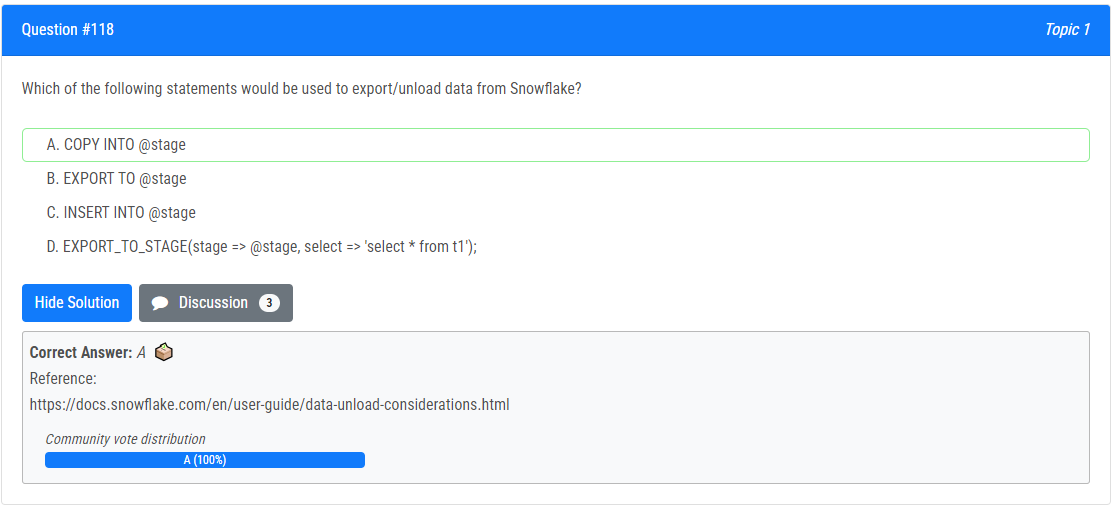 Question #118
Topic 1
Which of the following statements would be used to export/unload data from Snowflake?
A. COPY INTO @stage
B. EXPORT TO @stage
C. INSERT INTO @stage
D. EXPORT_TO_STAGE(stage => @stage, select => 'select * from t1');
Hide Solution
Discussion 3
Correct Answer: A
Reference:
https://docs.snowflake.com/en/user-guide/data-unload-considerations.html
Community vote distribution
A (100%)